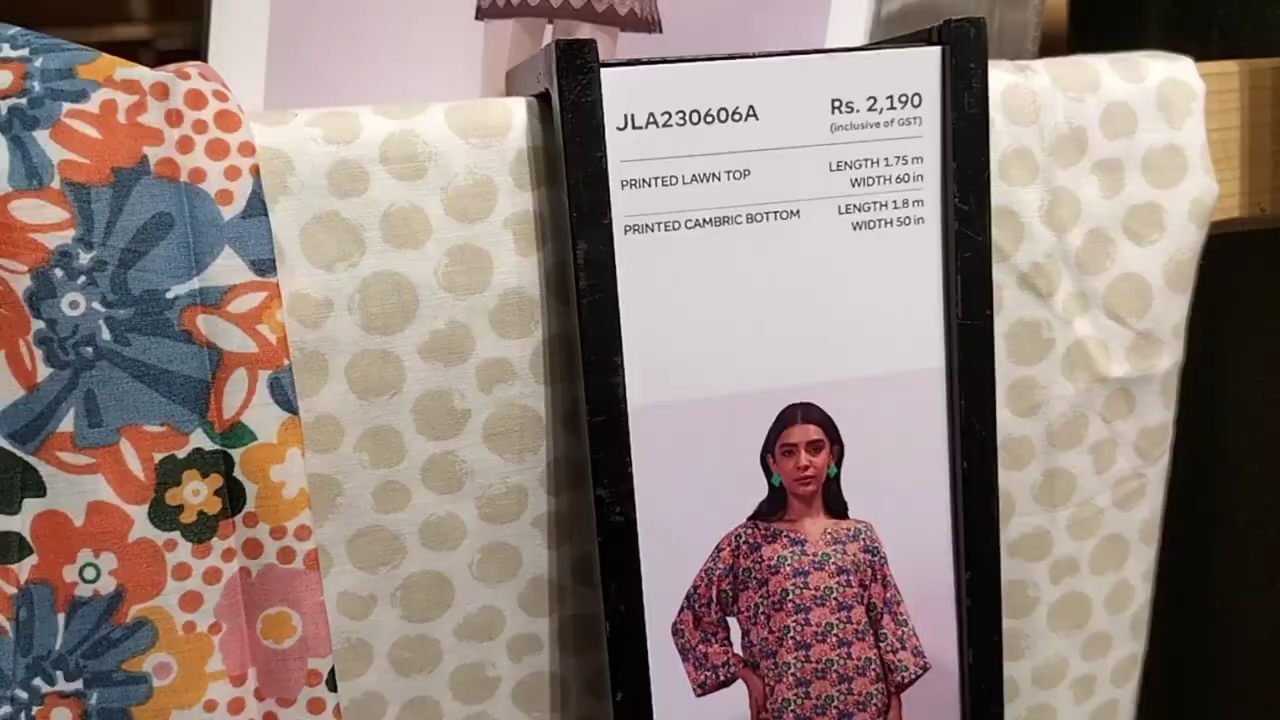 JLA230606A
Rs. 2,190
(inclusive of GST)
PRINTED LAWN TOP
LENGTH 1.75 m
WIDTH 60 in
PRINTED CAMBRIC BOTTOM
LENGTH 1.8 m
WIDTH 50 in